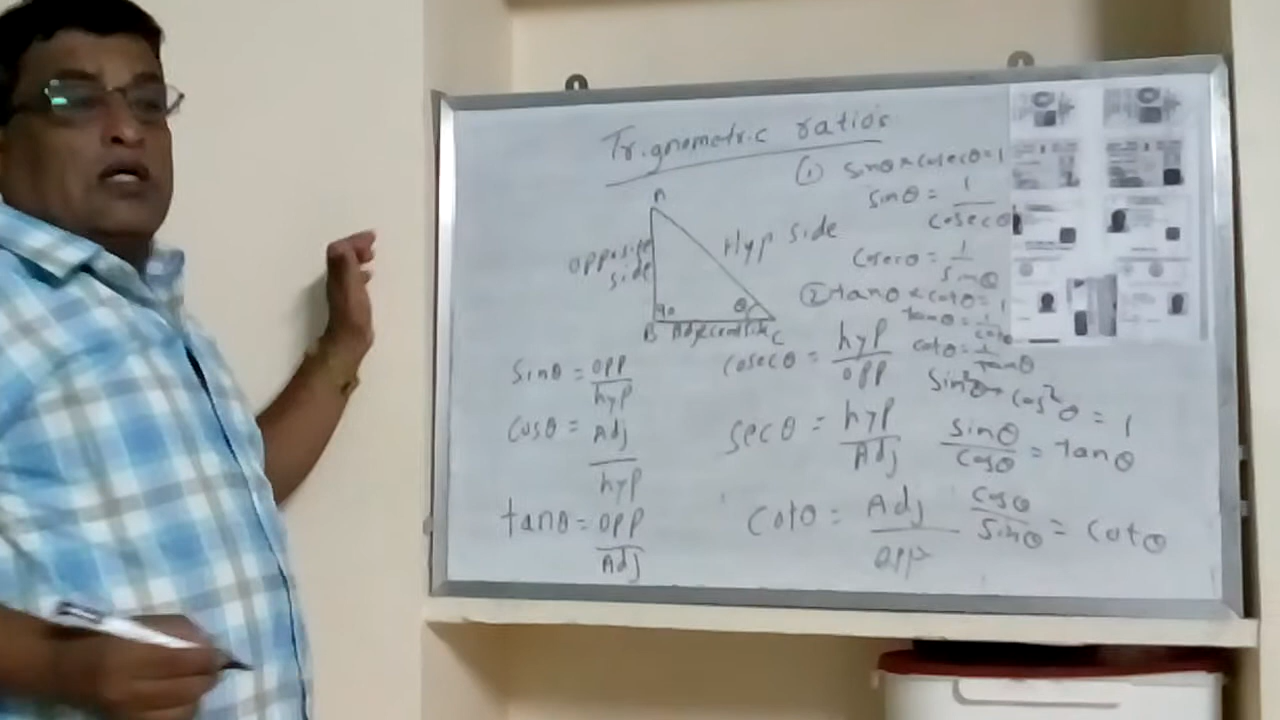 Trignometric ratios
① sinθ × cosecθ = 1
sinθ = 1/cosecθ
cosecθ = 1/sinθ
② tanθ × cotθ = 1
tanθ = 1/cotθ
cotθ = 1/tanθ
A
opposite side
Hyp side
90
θ
B
C
sinθ = opp/hyp
cosθ = Adj/hyp
tanθ = opp/Adj
cosecθ = hyp/opp
secθ = hyp/Adj
cotθ = Adj/opp
sin²θ + cos²θ = 1
sinθ/cosθ = tanθ
cosθ/sinθ = cotθ